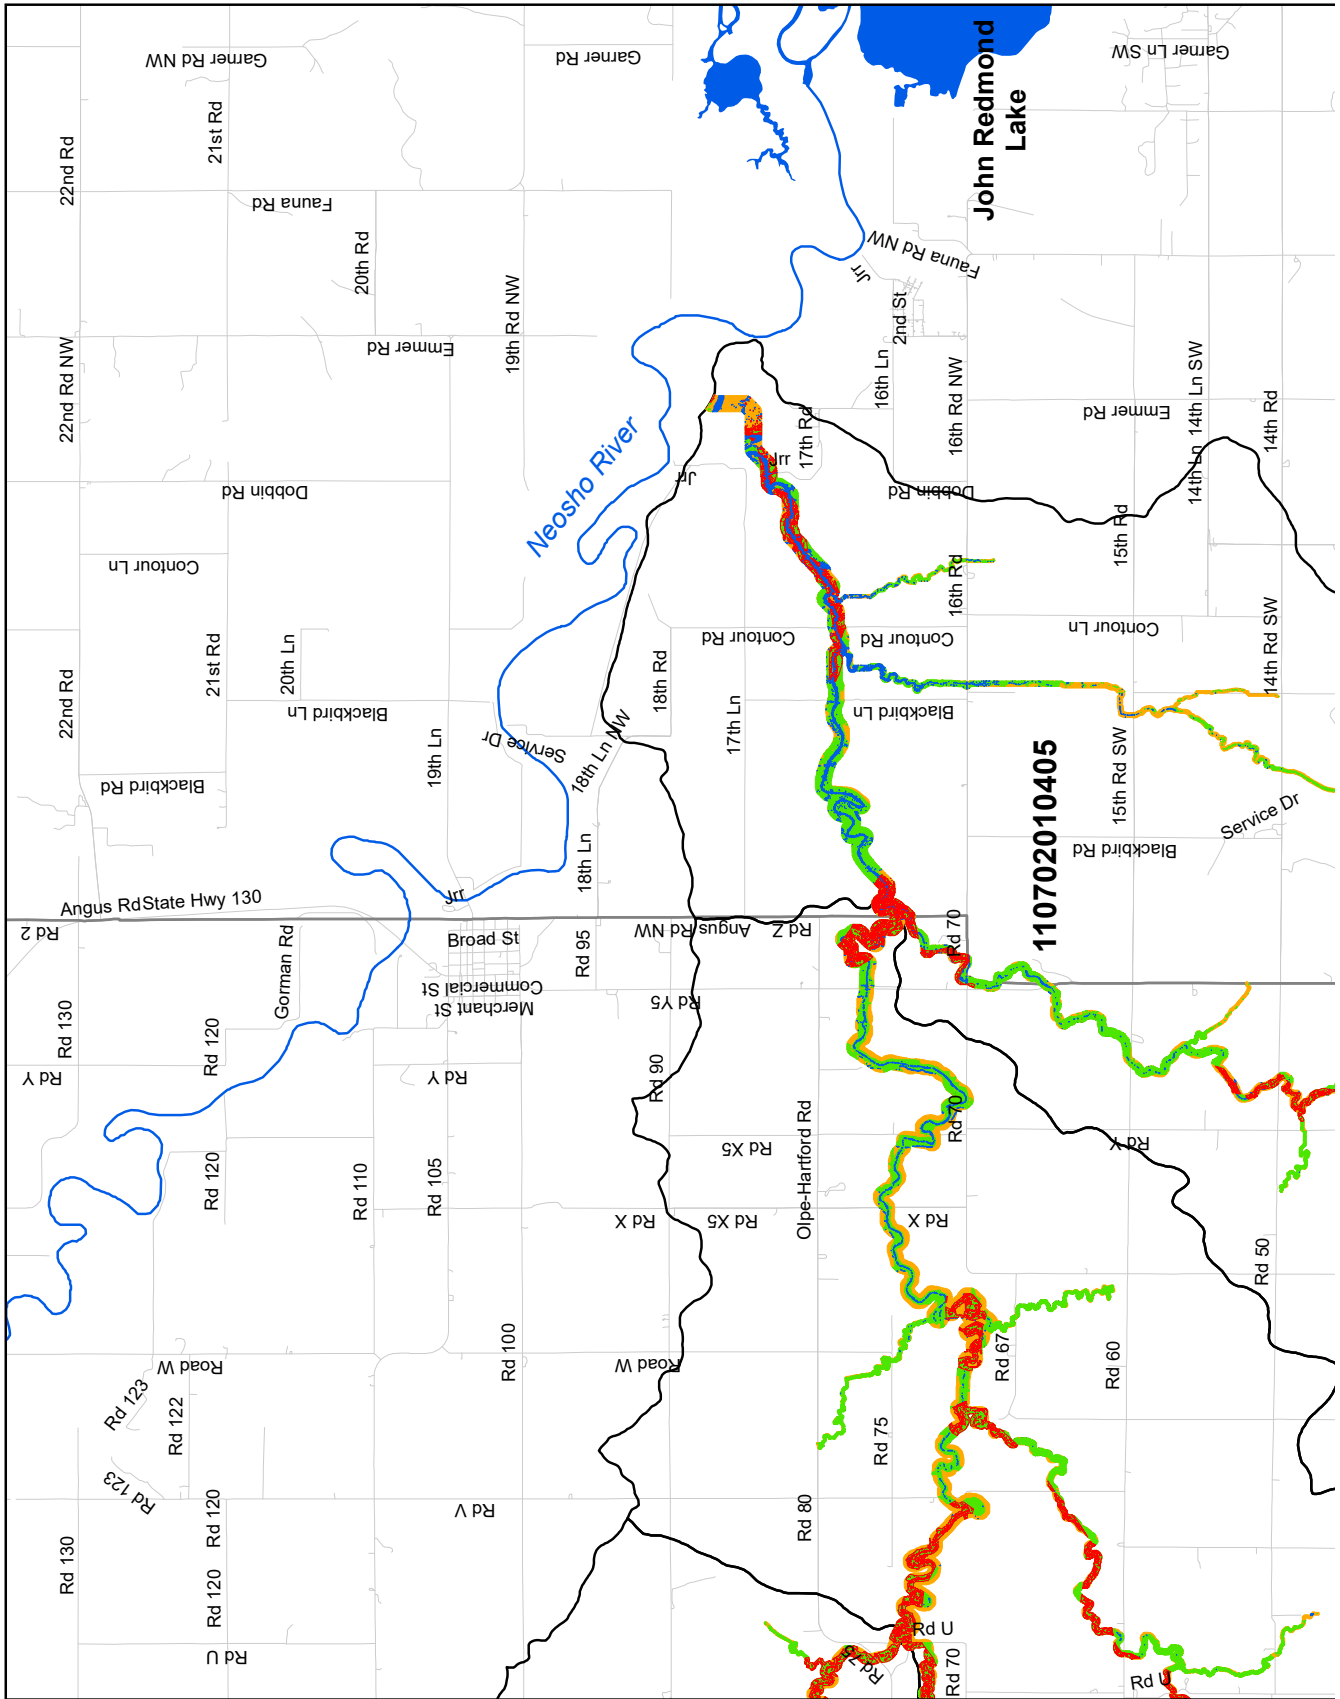 Garner Rd NW
Garner Rd
Garner Ln SW
John Redmond
Lake
22nd Rd
21st Rd
Fauna Rd
20th Rd
Fauna Rd NW
Jrr
2nd St
22nd Rd NW
Emmer Rd
19th Rd NW
16th Ln
16th Rd NW
Emmer Rd
14th Ln SW
14th Rd
Neosho River
Jrr
Jrr
17th Rd
Dobbin Rd
Dobbin Rd
14th Ln
15th Rd
Contour Ln
16th Rd
Contour Rd
Contour Rd
Contour Ln
14th Rd SW
22nd Rd
21st Rd
20th Ln
Blackbird Ln
18th Rd
17th Ln
Blackbird Ln
19th Ln
Service Dr
18th Ln NW
Blackbird Rd
15th Rd SW
Service Dr
Blackbird Rd
110702010405
18th Ln
Jrr
Angus Rd
State Hwy 130
Rd 2
Gorman Rd
Broad St
Rd 95
Angus Rd NW
Rd Z
Rd 70
Commercial St
Merchant St
Rd Y5
Rd 130
Rd 120
Rd Y
Rd Y
Rd 90
Rd 70
Olpe-Hartford Rd
Rd X5
Rd Y
Rd 120
Rd 110
Rd 105
Rd X
Rd X5
Rd X
Rd 50
Road W
Rd 100
Road W
Rd 67
Rd 60
Rd 123
Rd 122
Rd 75
Rd 123
Rd 120
Rd V
Rd 80
Rd 130
Rd 120
Rd U
Rd U
Rd 75
Rd 70
Rd U